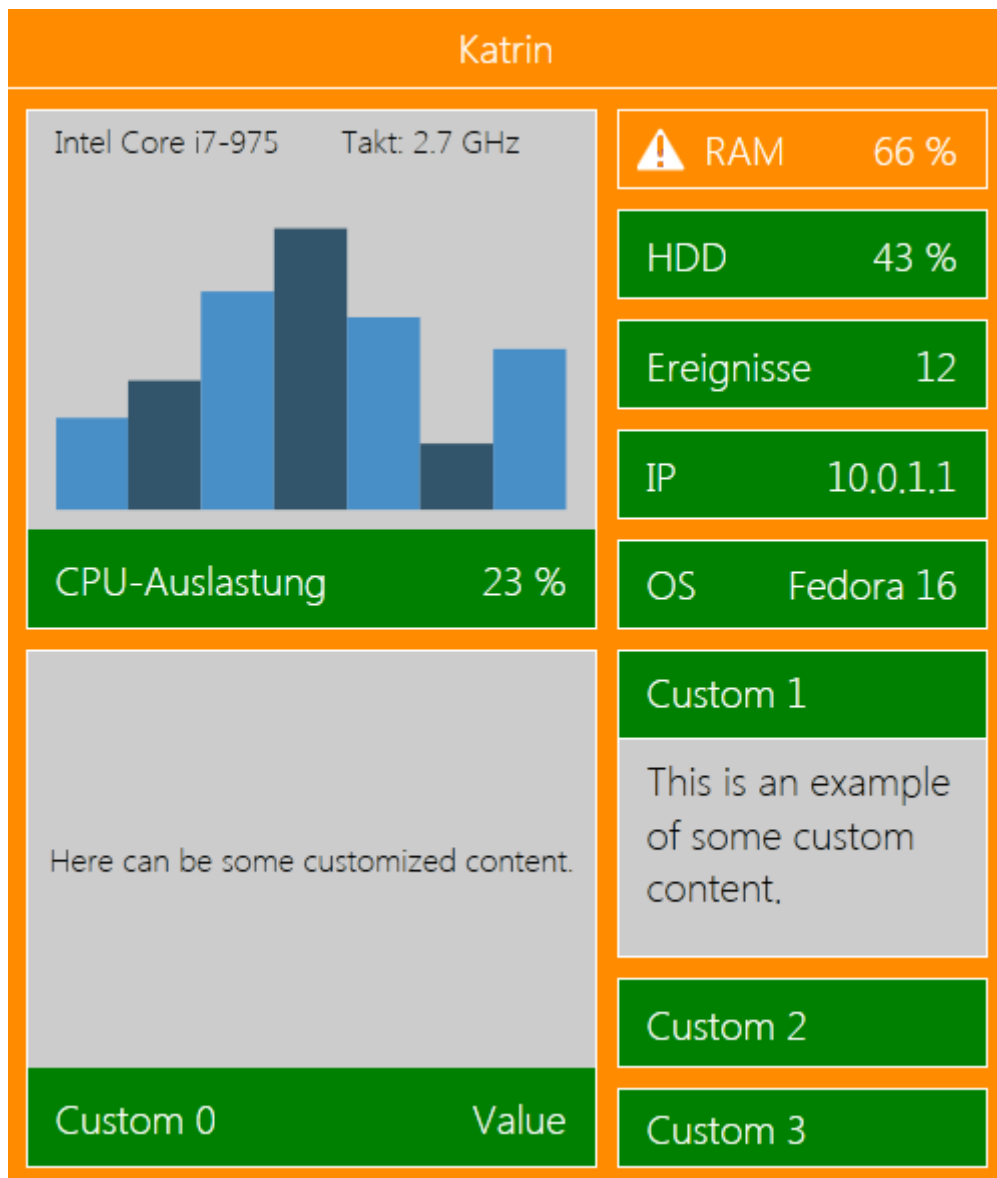 Katrin
Intel Core i7-975 Takt: 2.7 GHz
CPU-Auslastung 23 %
RAM 66 %
HDD 43 %
Ereignisse 12
IP 10.0.1.1
OS Fedora 16
Here can be some customized content.
Custom 0 Value
Custom 1
This is an example
of some custom
content.
Custom 2
Custom 3